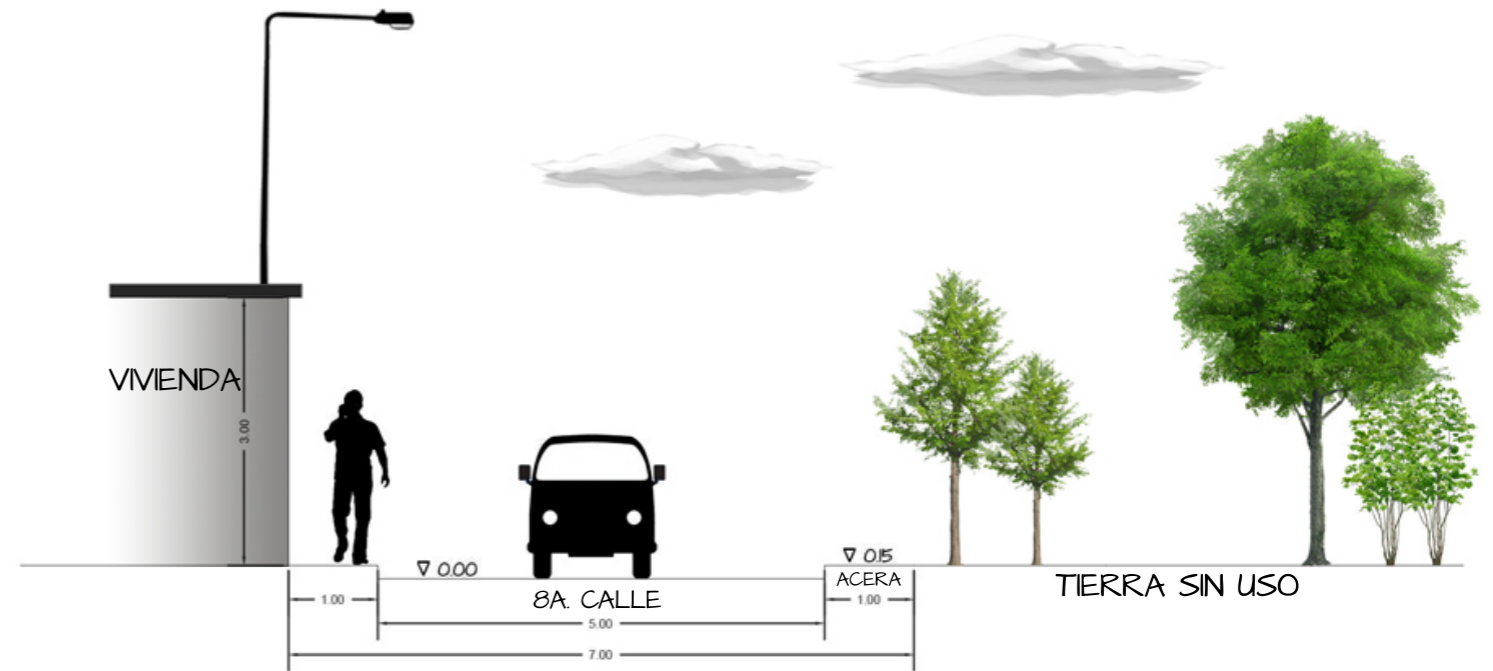 VIVIENDA
3.00
∇ 0.00
∇ 0.15
ACERA
1.00
8A. CALLE
1.00
TIERRA SIN USO
5.00
7.00